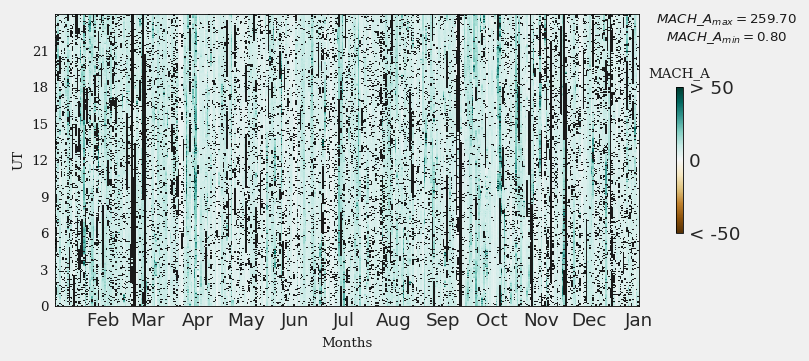 MACH_A_max = 259.70
MACH_A_min = 0.80
MACH_A
> 50
0
< -50
21
18
15
12
9
6
3
0
UT
Feb Mar Apr May Jun Jul Aug Sep Oct Nov Dec Jan
Months